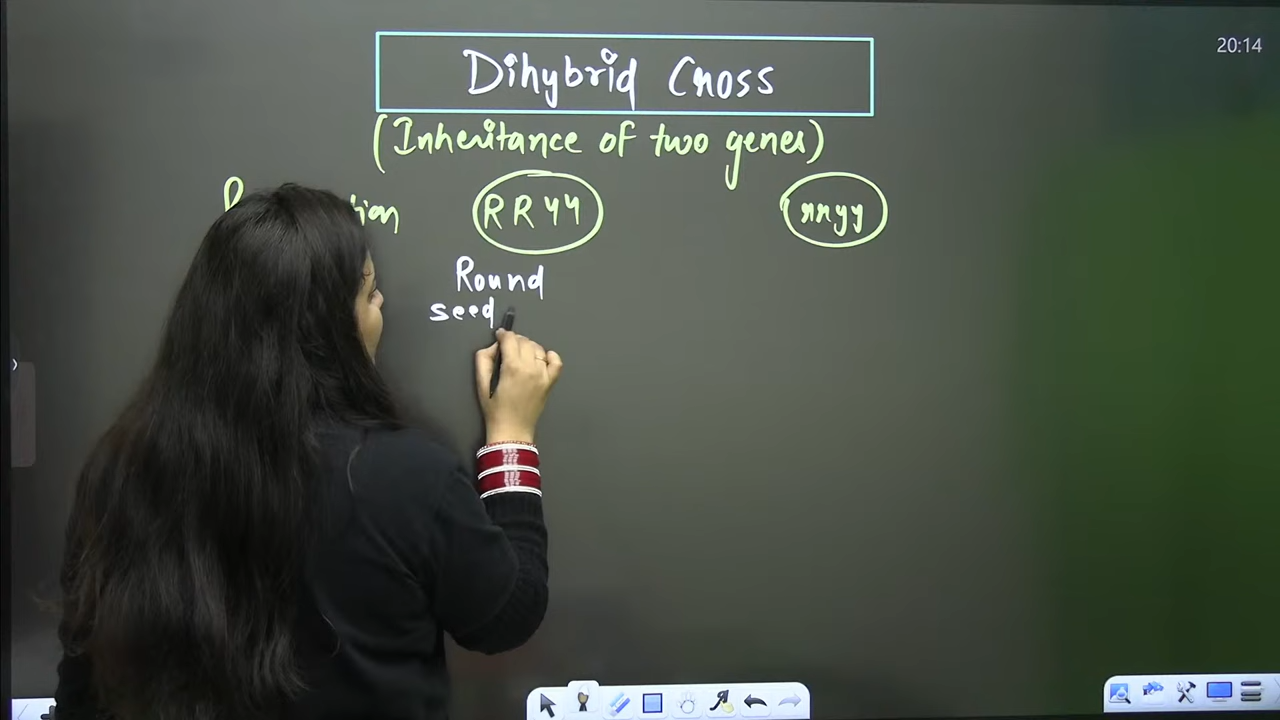 20:14
Dihybrid Cross
(Inheritance of two genes)
RRYY rryy
Round
seed